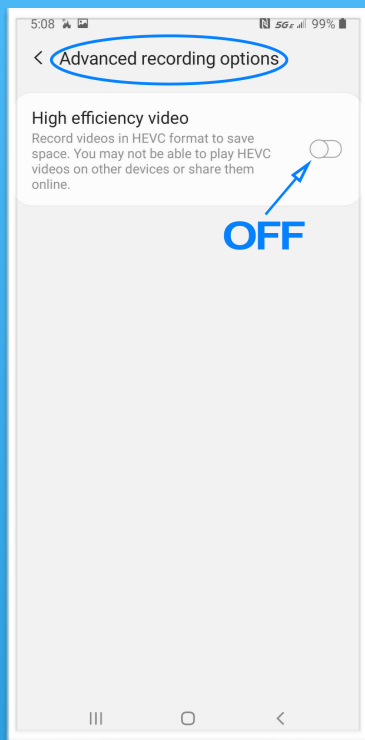 5:08 5GE 99%
Advanced recording options
High efficiency video
Record videos in HEVC format to save
space. You may not be able to play HEVC
videos on other devices or share them
online.
OFF